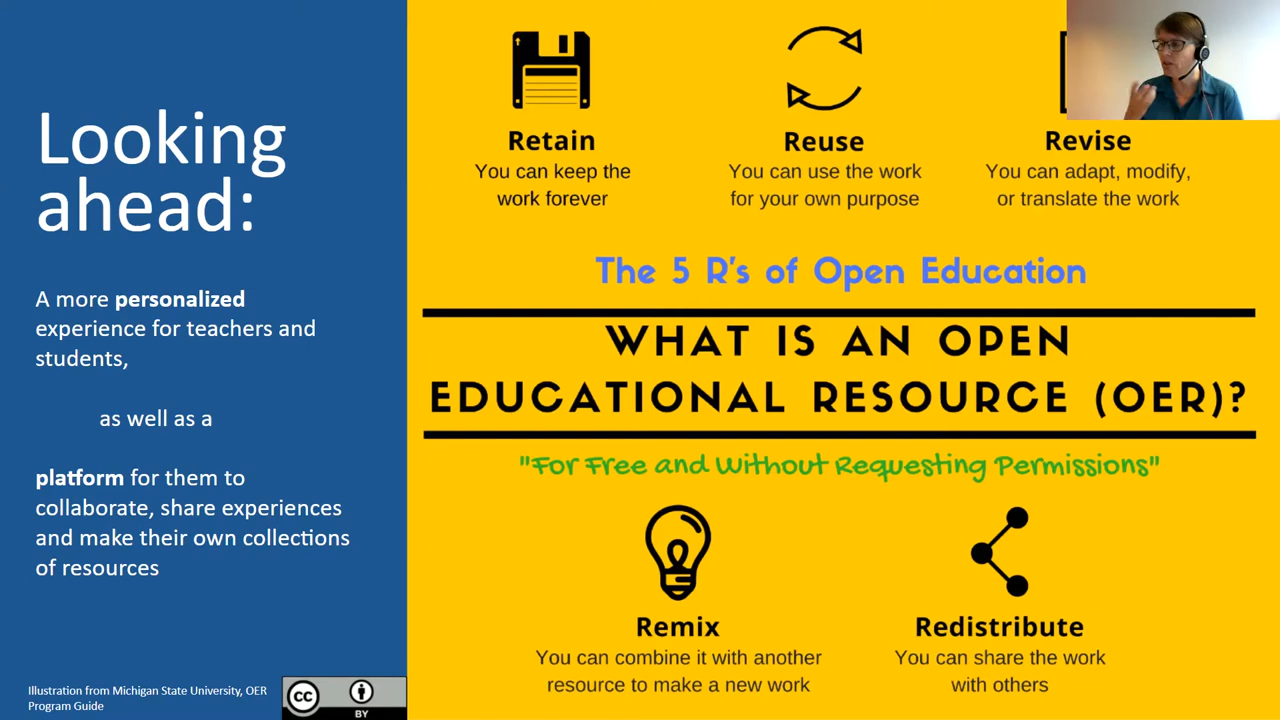 Looking
ahead:
A more personalized
experience for teachers and
students,
as well as a
platform for them to
collaborate, share experiences
and make their own collections
of resources
Illustration from Michigan State University, OER
Program Guide
cc
BY
Retain
You can keep the
work forever
Reuse
You can use the work
for your own purpose
Revise
You can adapt, modify,
or translate the work
The 5 R's of Open Education
WHAT IS AN OPEN
EDUCATIONAL RESOURCE (OER)?
"For Free and Without Requesting Permissions"
Remix
You can combine it with another
resource to make a new work
Redistribute
You can share the work
with others